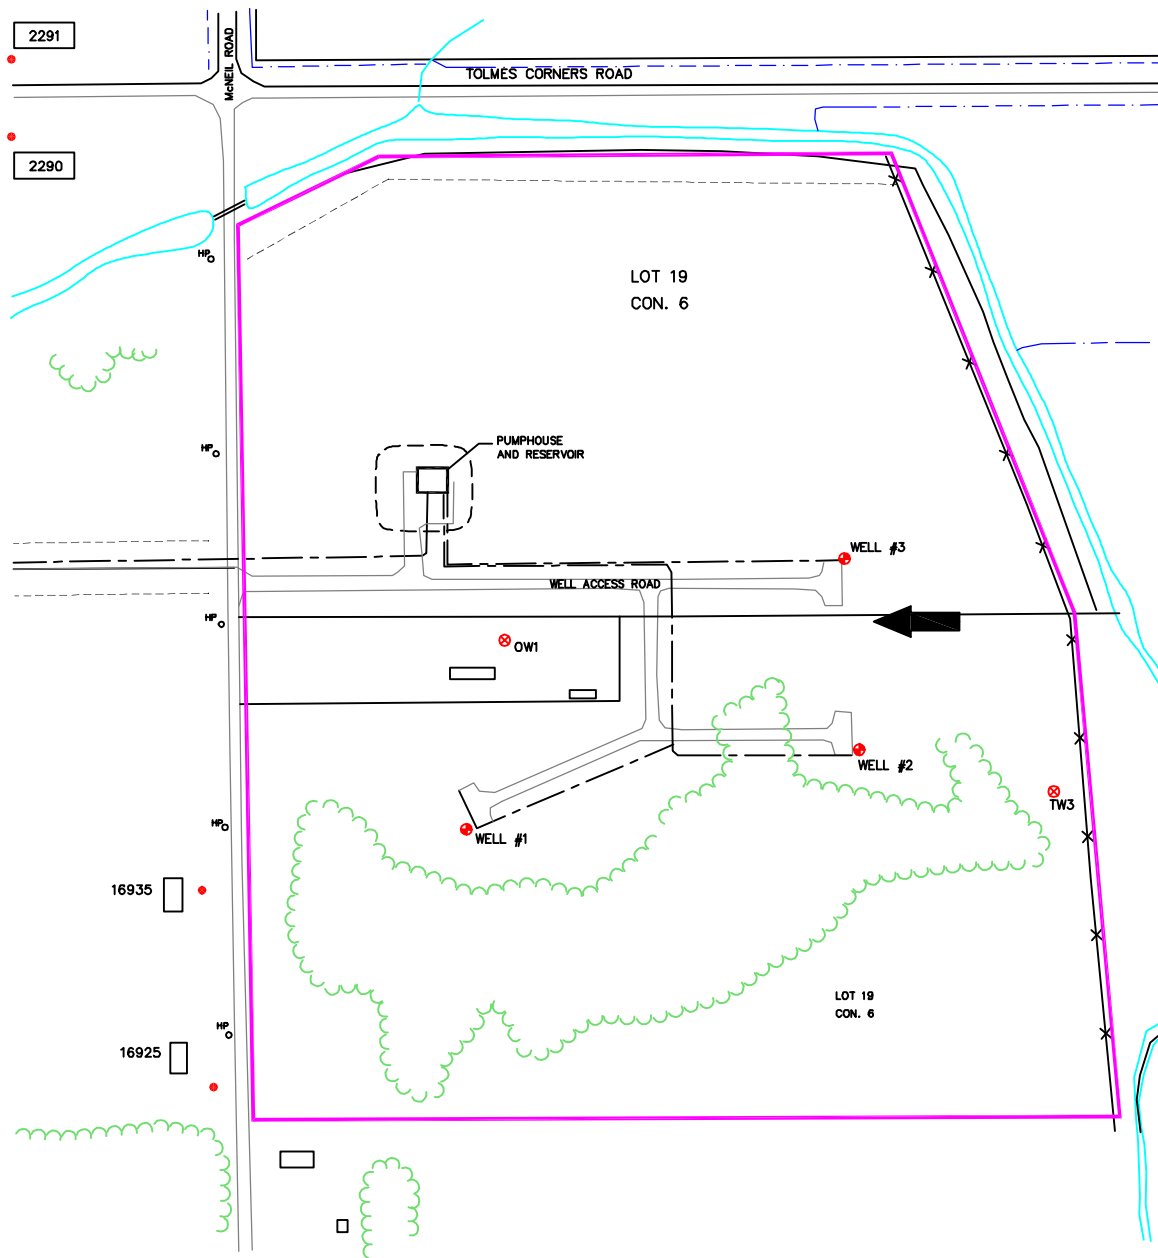 2291
McNEIL ROAD
TOLMES CORNERS ROAD
2290
HP
LOT 19
CON. 6
HP
PUMPHOUSE
AND RESERVOIR
WELL #3
WELL ACCESS ROAD
HP
OW1
WELL #2
TW3
HP
WELL #1
16935
LOT 19
CON. 6
HP
16925